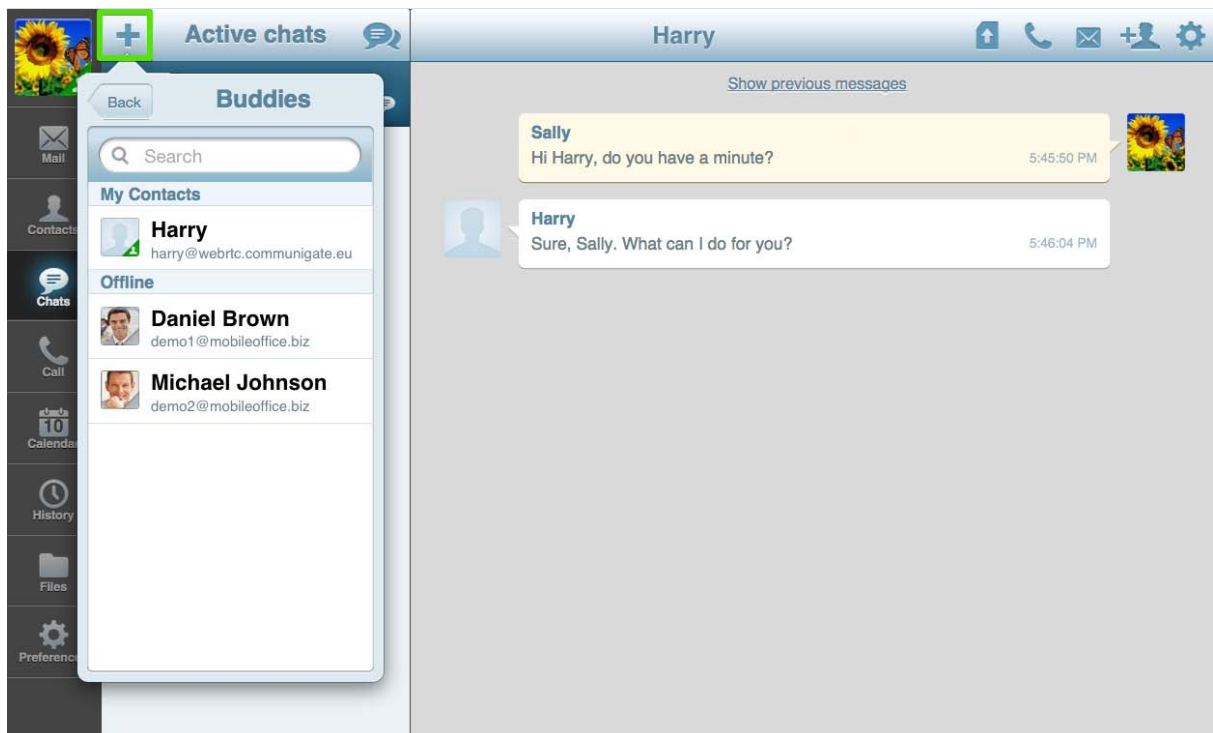 Active chats
Harry
Mail
Contacts
Chats
Call
10
Calendar
History
Files
Preferenc
Back
Buddies
Search
My Contacts
Harry
harry@webrtc.communigate.eu
Offline
Daniel Brown
demo1@mobileoffice.biz
Michael Johnson
demo2@mobileoffice.biz
Show previous messages
Sally
Hi Harry, do you have a minute?
5:45:50 PM
Harry
Sure, Sally. What can I do for you?
5:46:04 PM